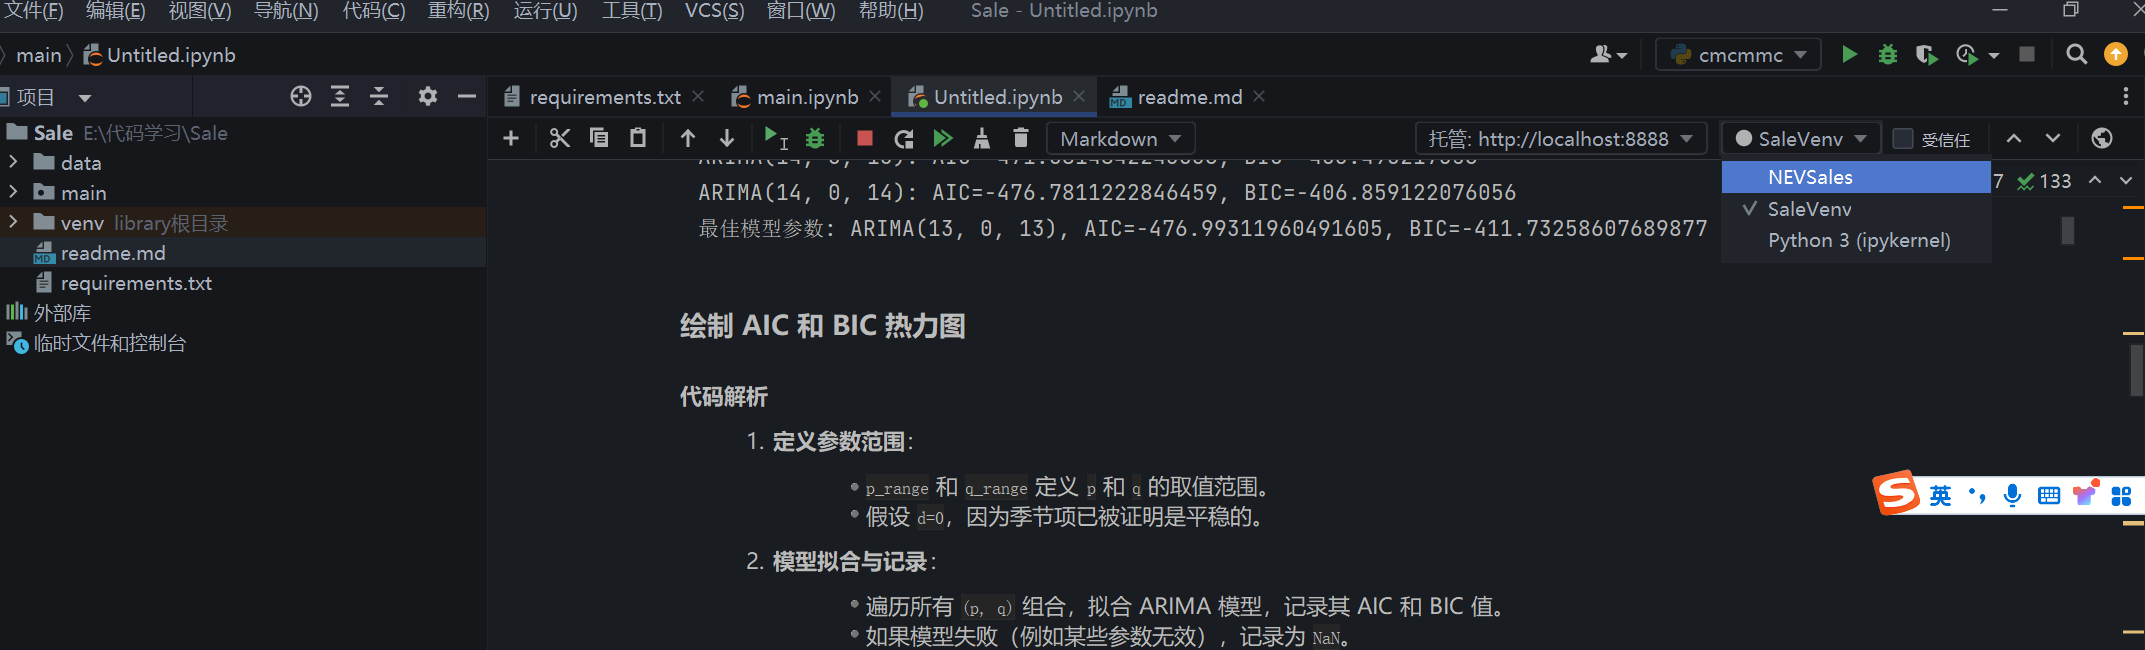 文件(F) 编辑(E) 视图(V) 导航(N) 代码(C) 重构(R) 运行(U) 工具(T) VCS(S) 窗口(W) 帮助(H) Sale - Untitled.ipynb
main Untitled.ipynb cmcmmc
项目 requirements.txt main.ipynb Untitled.ipynb readme.md
Markdown 托管: http://localhost:8888 SaleVenv 受信任
Sale E:\代码学习\Sale
data
main
venv library根目录
readme.md
requirements.txt
外部库
临时文件和控制台
NEVSales
SaleVenv
Python 3 (ipykernel)
7 133
ARIMA(14, 0, 14): AIC=-476.7811222846459, BIC=-406.859122076056
最佳模型参数: ARIMA(13, 0, 13), AIC=-476.99311960491605, BIC=-411.73258607689877
绘制 AIC 和 BIC 热力图
代码解析
1. 定义参数范围:
p_range 和 q_range 定义 p 和 q 的取值范围。
假设 d=0，因为季节项已被证明是平稳的。
2. 模型拟合与记录:
遍历所有 (p, q) 组合，拟合 ARIMA 模型，记录其 AIC 和 BIC 值。
如果模型失败（例如某些参数无效），记录为 NaN。
英